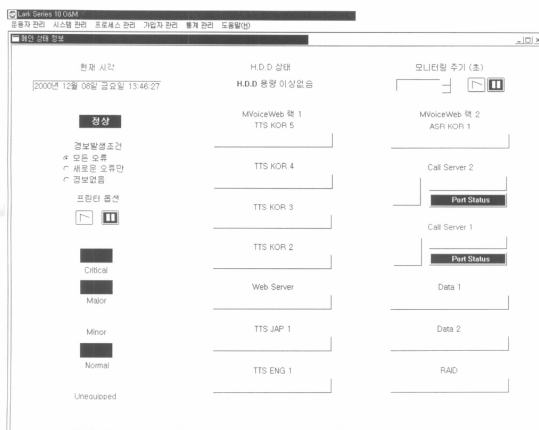 Lark Series 10 O&M
운용자 관리 시스템 관리 프로세스 관리 가입자 관리 통계 관리 도움말(H)
메인 상태 정보
현재 시각
H.D.D 상태
모니터링 주기 (초)
2000년 12월 08일 금요일 13:46:27
H.D.D 용량 이상없슴
정상
MVoiceWeb 랙 1
MVoiceWeb 랙 2
TTS KOR 5
ASR KOR 1
경보발생조건
모든 오류
새로운 오류만
경보없음
TTS KOR 4
Call Server 2
Port Status
프린터 옵션
TTS KOR 3
Call Server 1
Port Status
TTS KOR 2
Critical
Web Server
Data 1
Major
Minor
TTS JAP 1
Data 2
Normal
TTS ENG 1
RAID
Unequipped